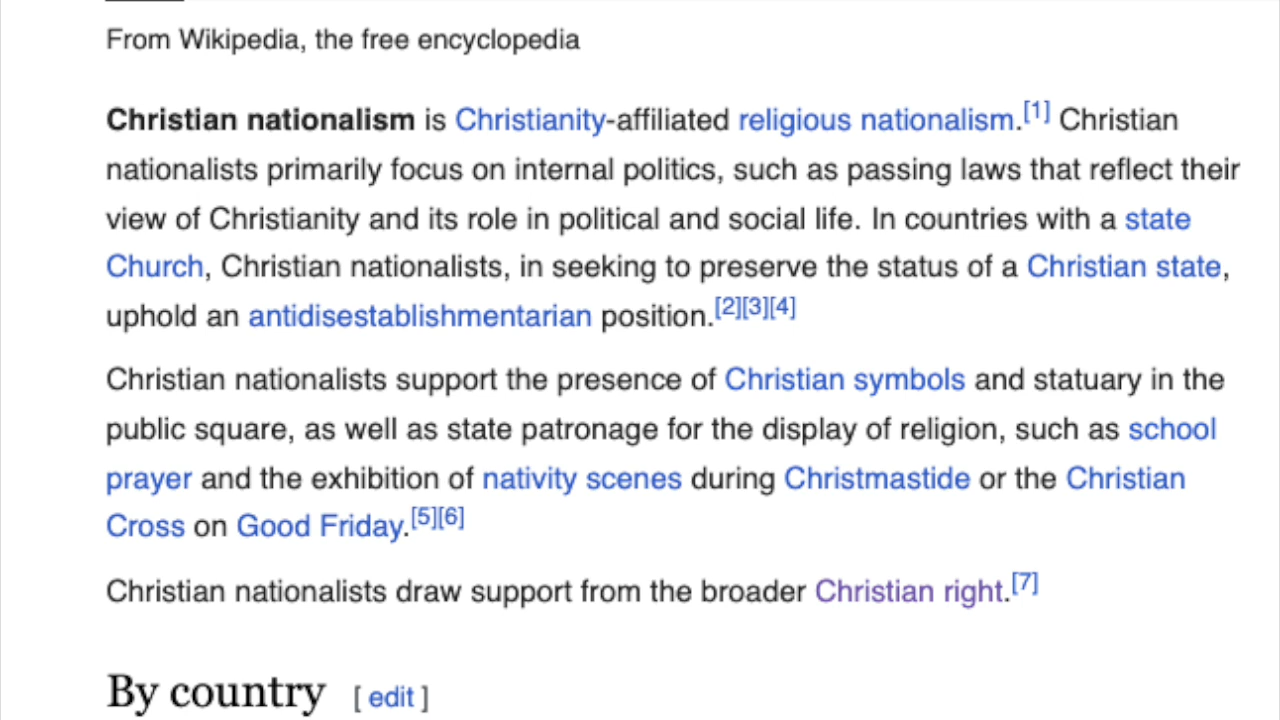 From Wikipedia, the free encyclopedia
Christian nationalism is Christianity-affiliated religious nationalism.[1] Christian
nationalists primarily focus on internal politics, such as passing laws that reflect their
view of Christianity and its role in political and social life. In countries with a state
Church, Christian nationalists, in seeking to preserve the status of a Christian state,
uphold an antidisestablishmentarian position.[2][3][4]
Christian nationalists support the presence of Christian symbols and statuary in the
public square, as well as state patronage for the display of religion, such as school
prayer and the exhibition of nativity scenes during Christmastide or the Christian
Cross on Good Friday.[5][6]
Christian nationalists draw support from the broader Christian right.[7]
By country [ edit ]